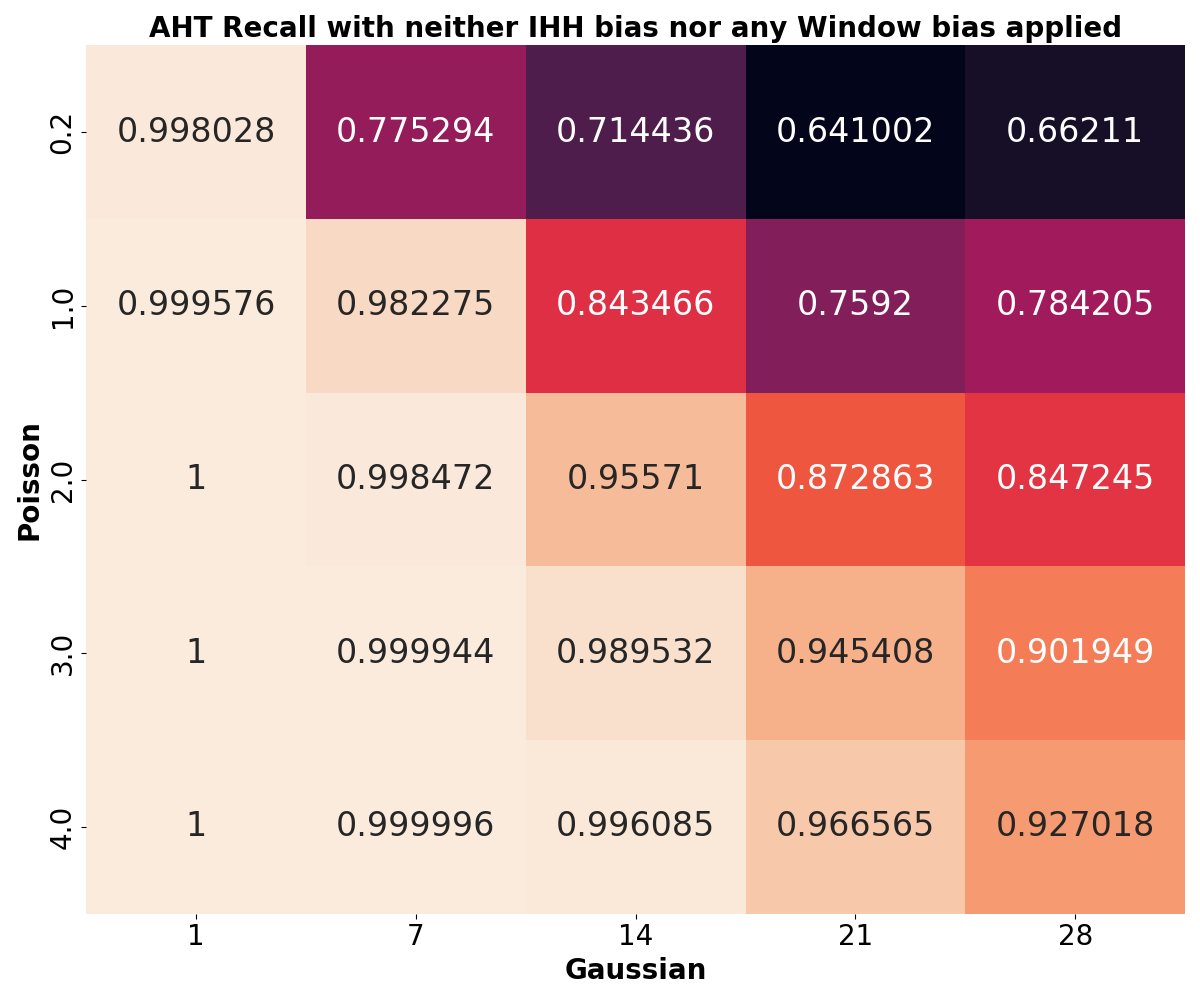 AHT Recall with neither IHH bias nor any Window bias applied
Poisson
0.2 0.998028 0.775294 0.714436 0.641002 0.66211
1.0 0.999576 0.982275 0.843466 0.7592 0.784205
2.0 1 0.998472 0.95571 0.872863 0.847245
3.0 1 0.999944 0.989532 0.945408 0.901949
4.0 1 0.999996 0.996085 0.966565 0.927018
1 7 14 21 28
Gaussian